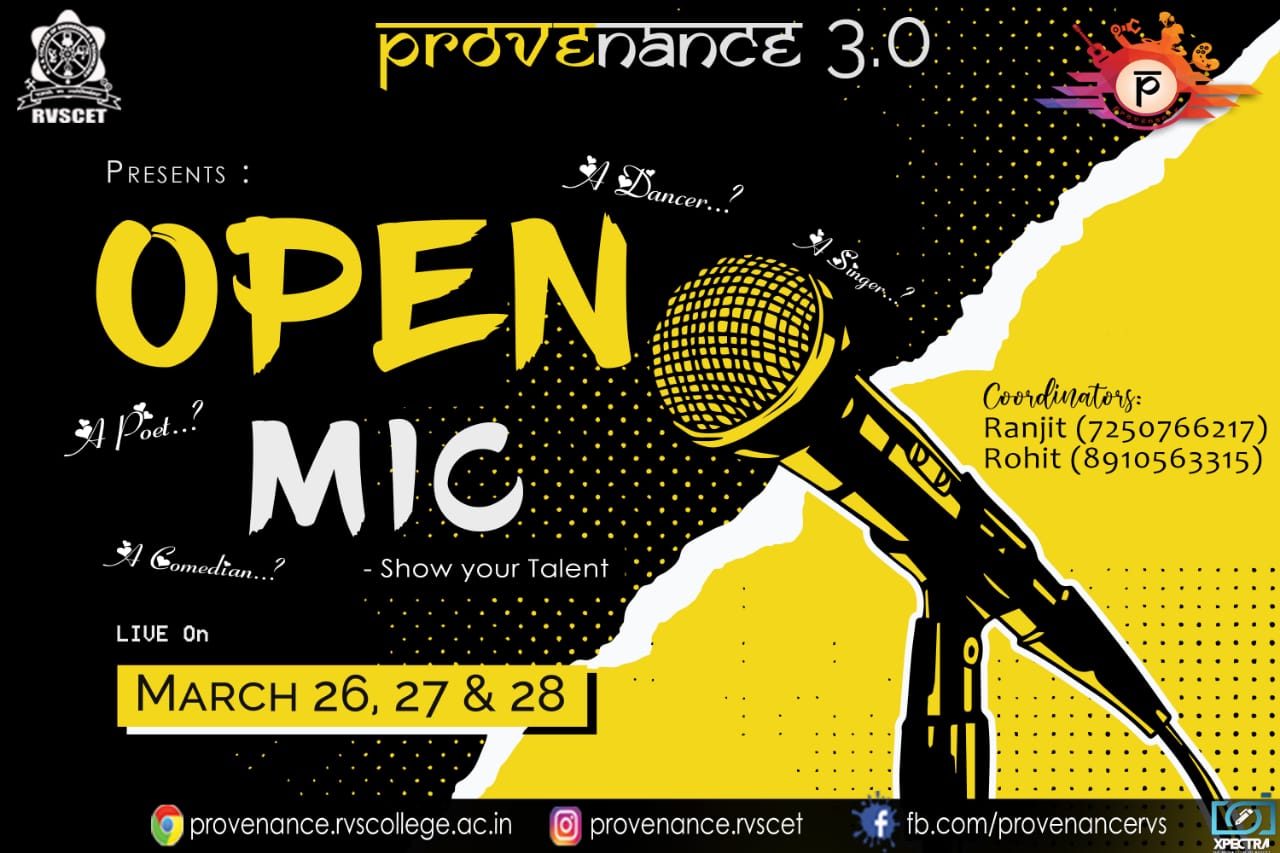 provenance 3.0
RVSCET
P
PRESENTS :
A Dancer...?
A Singer...?
OPEN
A Poet..?
MIC
Coordinators:
Ranjit (7250766217)
Rohit (8910563315)
A Comedian...?
- Show your Talent
LIVE On
MARCH 26, 27 & 28
provenance.rvscollege.ac.in
provenance.rvscet
fb.com/provenancervs
XPECTRA